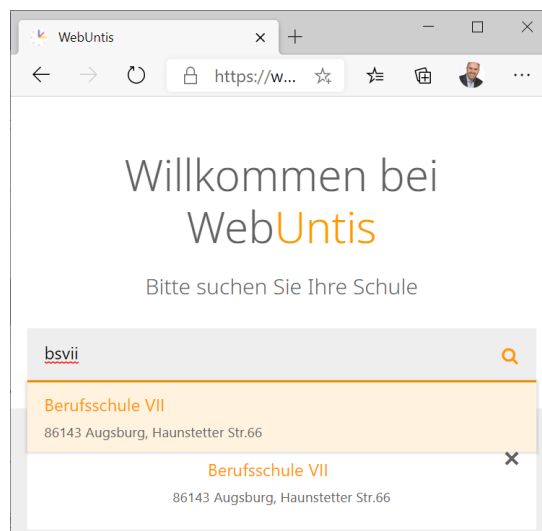 WebUntis
https://w...
Willkommen bei
WebUntis
Bitte suchen Sie Ihre Schule
bsvii
Berufsschule VII
86143 Augsburg, Haunstetter Str.66
Berufsschule VII
86143 Augsburg, Haunstetter Str.66